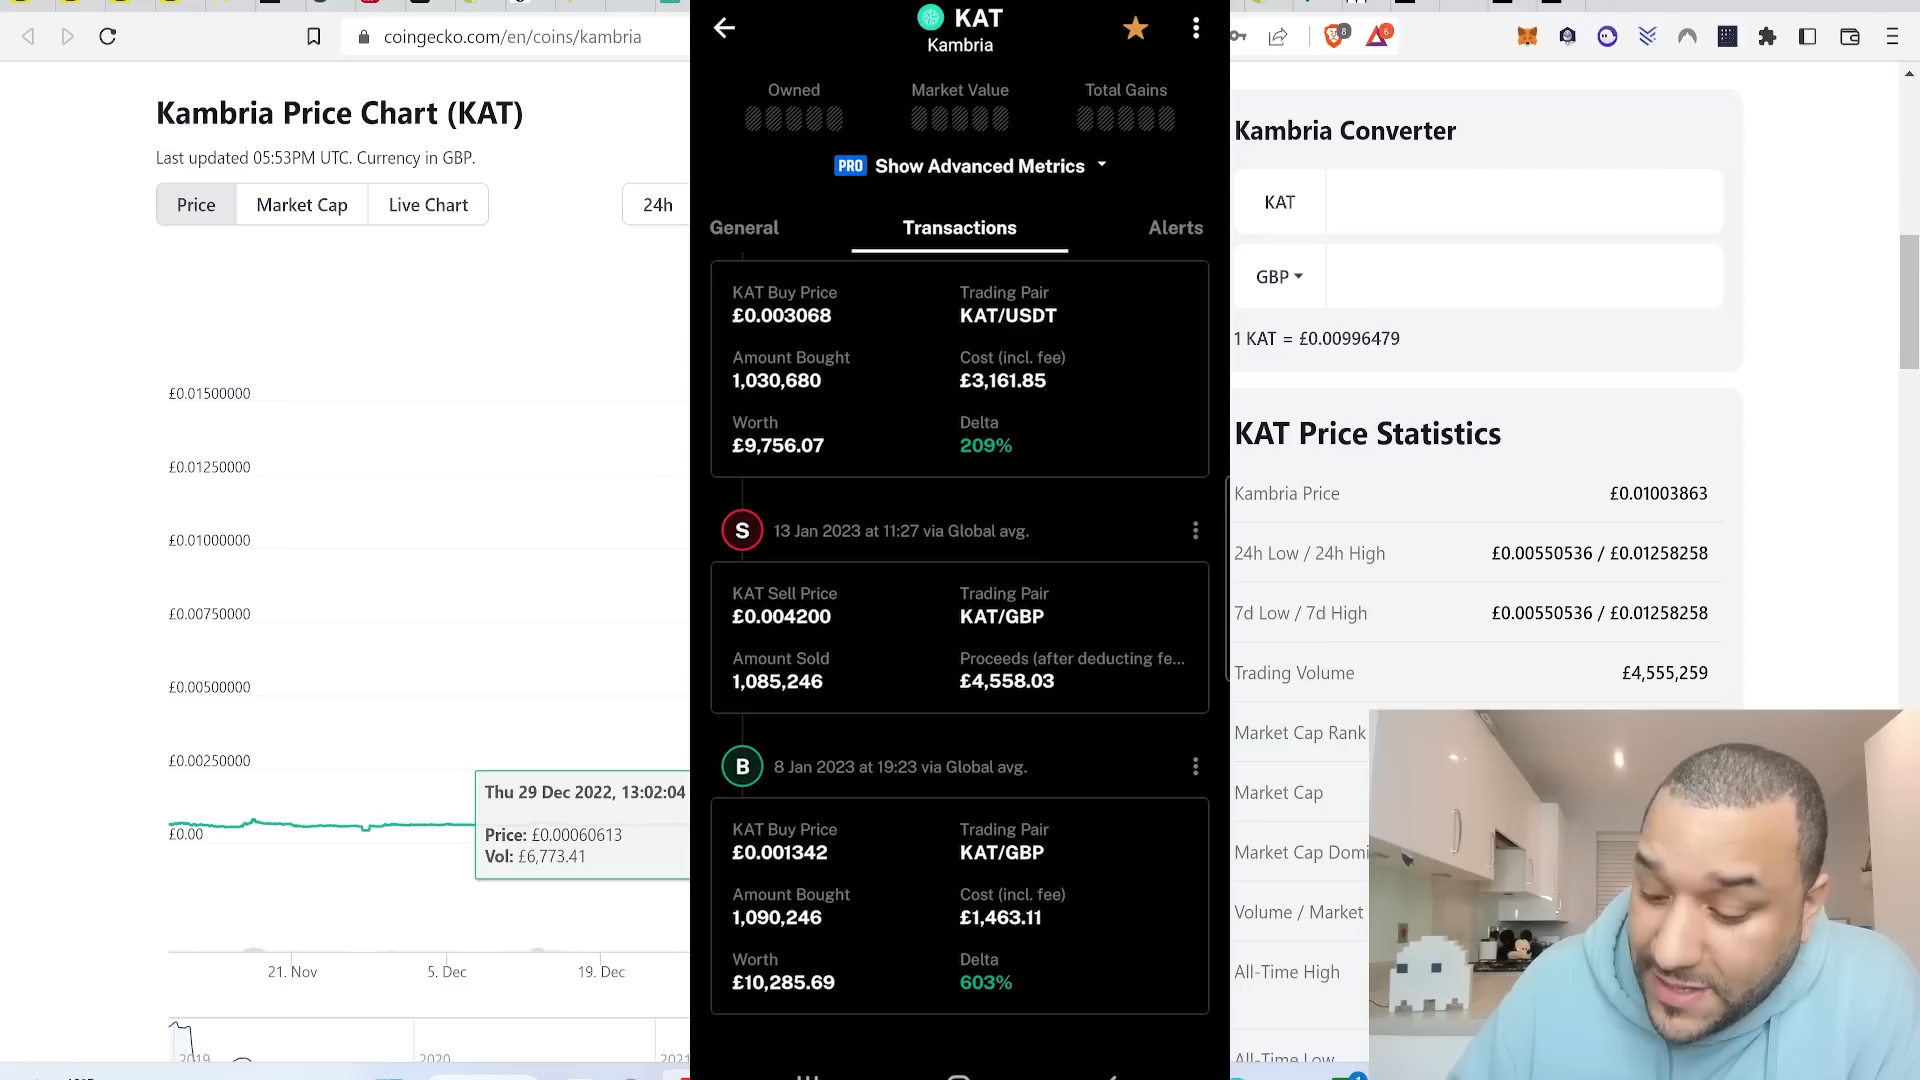 coingecko.com/en/coins/kambria
Kambria Price Chart (KAT)
Last updated 05:53PM UTC. Currency in GBP.
Price
Market Cap
Live Chart
24h
£0.01500000
£0.01250000
£0.01000000
£0.00750000
£0.00500000
£0.00250000
£0.00
Thu 29 Dec 2022, 13:02:04
Price: £0.00060613
Vol: £6,773.41
21. Nov
5. Dec
19. Dec
2019
2020
2021
KAT
Kambria
Owned
Market Value
Total Gains
PRO Show Advanced Metrics
General
Transactions
Alerts
KAT Buy Price
Trading Pair
£0.003068
KAT/USDT
Amount Bought
Cost (incl. fee)
1,030,680
£3,161.85
Worth
Delta
£9,756.07
209%
S
13 Jan 2023 at 11:27 via Global avg.
KAT Sell Price
Trading Pair
£0.004200
KAT/GBP
Amount Sold
Proceeds (after deducting fe...
1,085,246
£4,558.03
B
8 Jan 2023 at 19:23 via Global avg.
KAT Buy Price
Trading Pair
£0.001342
KAT/GBP
Amount Bought
Cost (incl. fee)
1,090,246
£1,463.11
Worth
Delta
£10,285.69
603%
8
6
Kambria Converter
KAT
GBP
1 KAT = £0.00996479
KAT Price Statistics
Kambria Price
£0.01003863
24h Low / 24h High
£0.00550536 / £0.01258258
7d Low / 7d High
£0.00550536 / £0.01258258
Trading Volume
£4,555,259
Market Cap Rank
Market Cap
Market Cap Domi
Volume / Market
All-Time High
All-Time Low